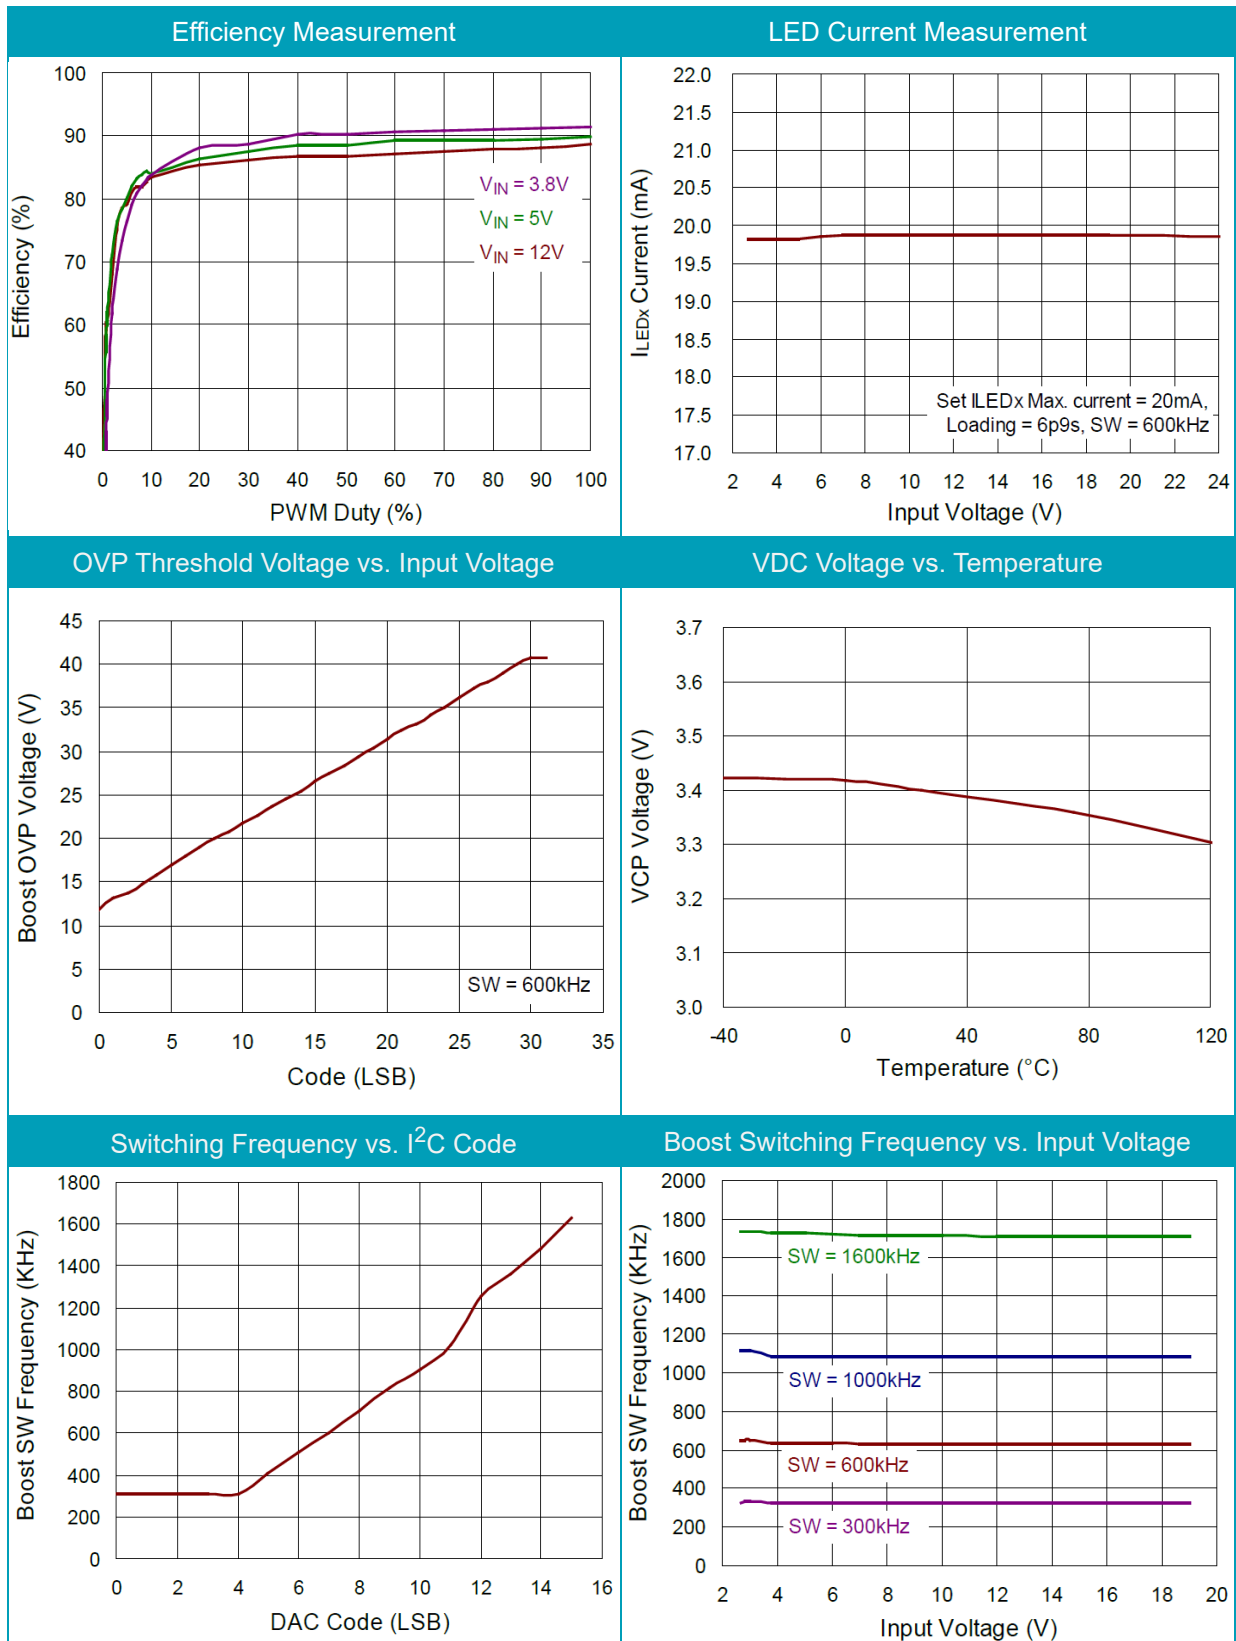 Efficiency Measurement
100
90
80
70
60
50
40
Efficiency (%)
V_IN = 3.8V
V_IN = 5V
V_IN = 12V
0 10 20 30 40 50 60 70 80 90 100
PWM Duty (%)
LED Current Measurement
22.0
21.5
21.0
20.5
20.0
19.5
19.0
18.5
18.0
17.5
17.0
I_LEDx Current (mA)
Set ILEDx Max. current = 20mA,
Loading = 6p9s, SW = 600kHz
2 4 6 8 10 12 14 16 18 20 22 24
Input Voltage (V)
OVP Threshold Voltage vs. Input Voltage
45
40
35
30
25
20
15
10
5
0
Boost OVP Voltage (V)
SW = 600kHz
0 5 10 15 20 25 30 35
Code (LSB)
VDC Voltage vs. Temperature
3.7
3.6
3.5
3.4
3.3
3.2
3.1
3.0
VCP Voltage (V)
-40 0 40 80 120
Temperature (°C)
Switching Frequency vs. I²C Code
1800
1600
1400
1200
1000
800
600
400
200
0
Boost SW Frequency (KHz)
0 2 4 6 8 10 12 14 16
DAC Code (LSB)
Boost Switching Frequency vs. Input Voltage
2000
1800
1600
1400
1200
1000
800
600
400
200
0
Boost SW Frequency (KHz)
SW = 1600kHz
SW = 1000kHz
SW = 600kHz
SW = 300kHz
2 4 6 8 10 12 14 16 18 20
Input Voltage (V)